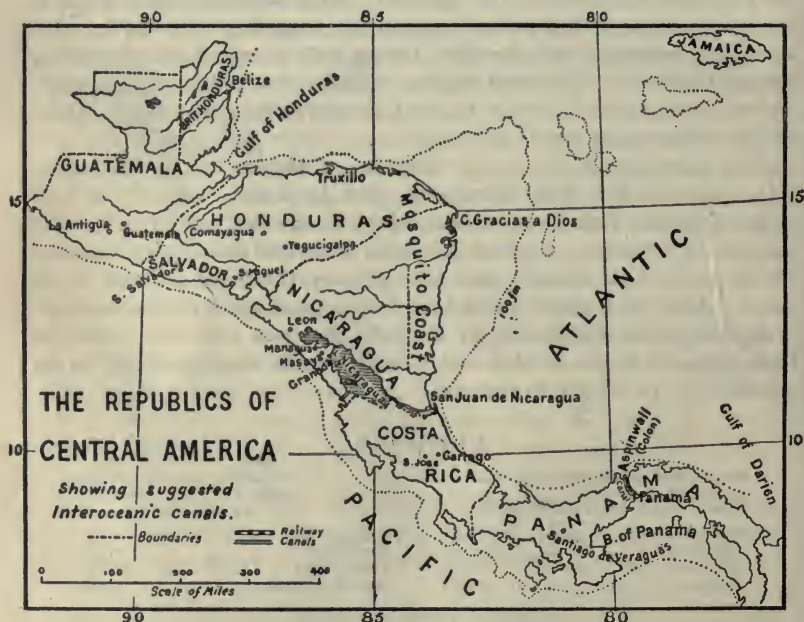 90
85
80
JAMAICA
Belize
BRIT. HONDURAS
Gulf of Honduras
GUATEMALA
Truxillo
15
15
HONDURAS
C. Gracias a Dios
La Antigua
Guatemala
Comayagua
Tegucigalpa
Mosquito Coast
SALVADOR
S. Miguel
S. Salvador
NICARAGUA
ATLANTIC
100fm
Leon
Managua
Masaya
Granada
San Juan de Nicaragua
THE REPUBLICS OF
CENTRAL AMERICA
COSTA
RICA
S. José
Cartago
10
10
Aspinwall
(Colon)
Gulf of Darien
Canal
Panama
PANAMA
B. of Panama
Santiago de Veraguas
PACIFIC
Showing suggested
Interoceanic canals.
Boundaries
Railway
Canals
0 100 200 300 400
Scale of Miles
90
85
80